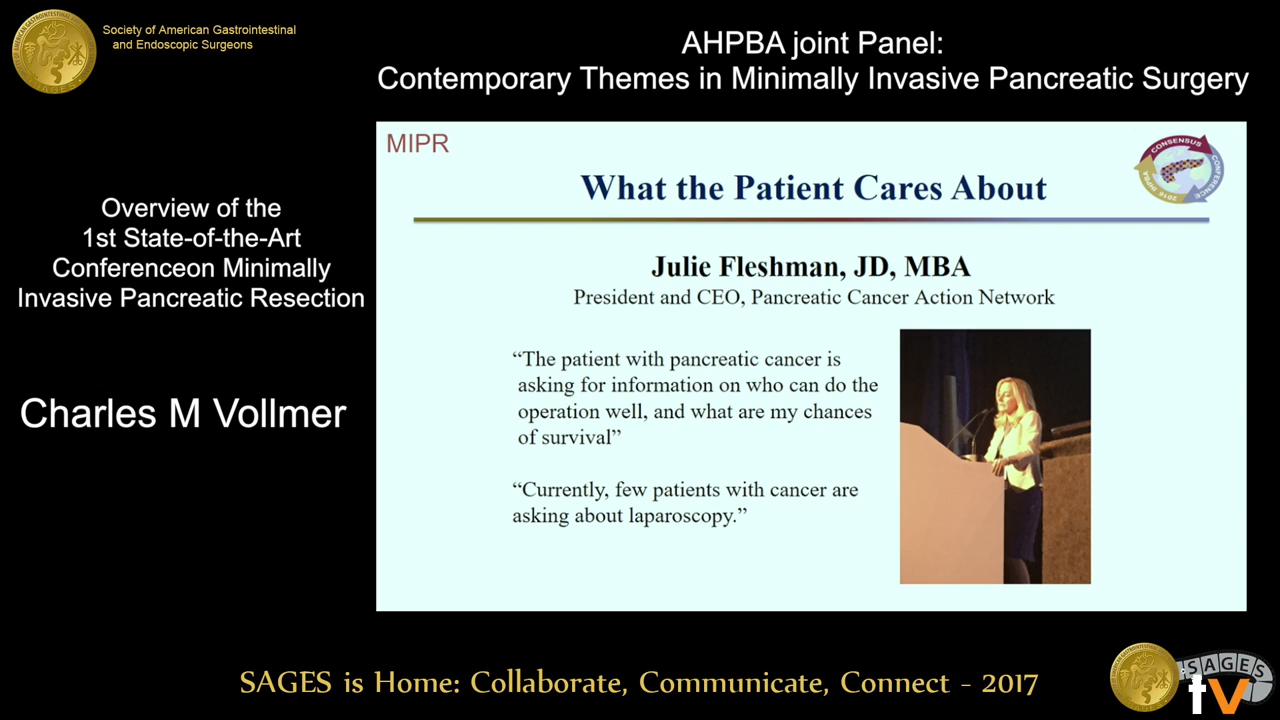 Society of American Gastrointestinal
and Endoscopic Surgeons
AHPBA joint Panel:
Contemporary Themes in Minimally Invasive Pancreatic Surgery
Overview of the
1st State-of-the-Art
Conferenceon Minimally
Invasive Pancreatic Resection
Charles M Vollmer
MIPR
CONSENSUS
CONFERENCE
What the Patient Cares About
Julie Fleshman, JD, MBA
President and CEO, Pancreatic Cancer Action Network
“The patient with pancreatic cancer is
asking for information on who can do the
operation well, and what are my chances
of survival”
“Currently, few patients with cancer are
asking about laparoscopy.”
SAGES is Home: Collaborate, Communicate, Connect - 2017
SAGES
tv